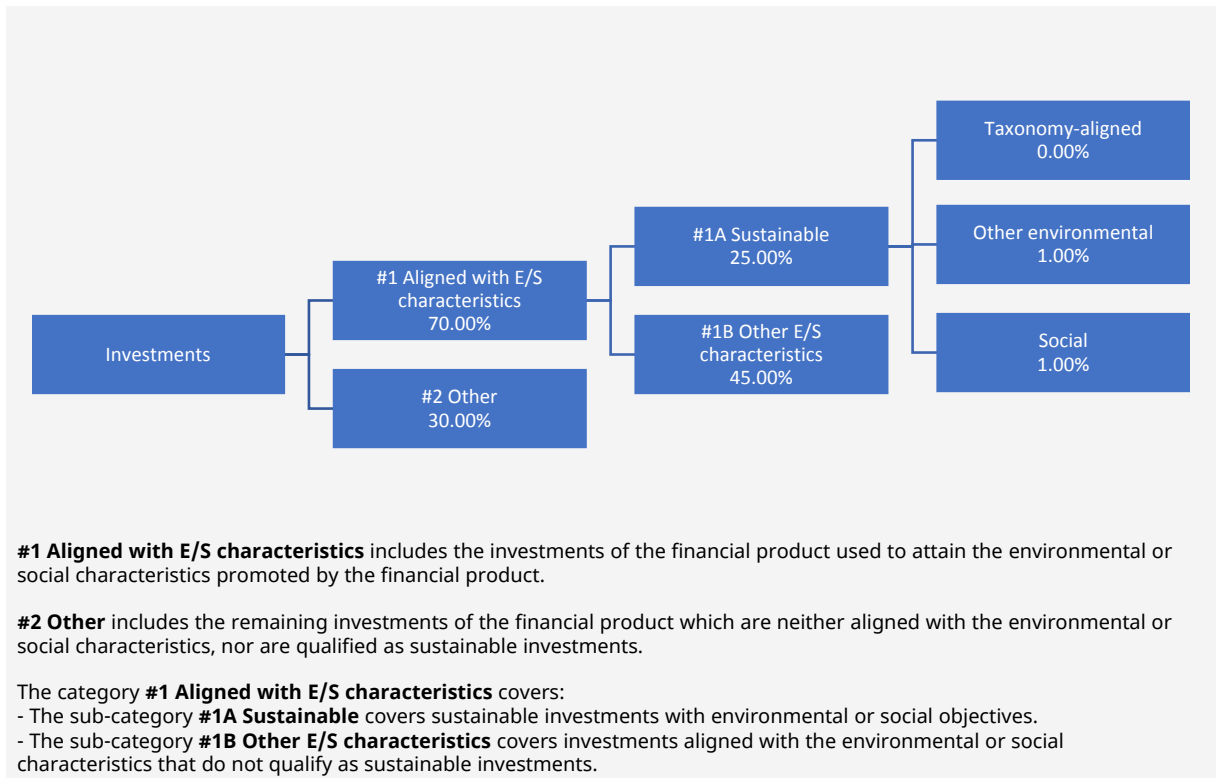 Investments
#1 Aligned with E/S
characteristics
70.00%
#2 Other
30.00%
#1A Sustainable
25.00%
#1B Other E/S
characteristics
45.00%
Taxonomy-aligned
0.00%
Other environmental
1.00%
Social
1.00%
#1 Aligned with E/S characteristics includes the investments of the financial product used to attain the environmental or
social characteristics promoted by the financial product.
#2 Other includes the remaining investments of the financial product which are neither aligned with the environmental or
social characteristics, nor are qualified as sustainable investments.
The category #1 Aligned with E/S characteristics covers:
- The sub-category #1A Sustainable covers sustainable investments with environmental or social objectives.
- The sub-category #1B Other E/S characteristics covers investments aligned with the environmental or social
characteristics that do not qualify as sustainable investments.